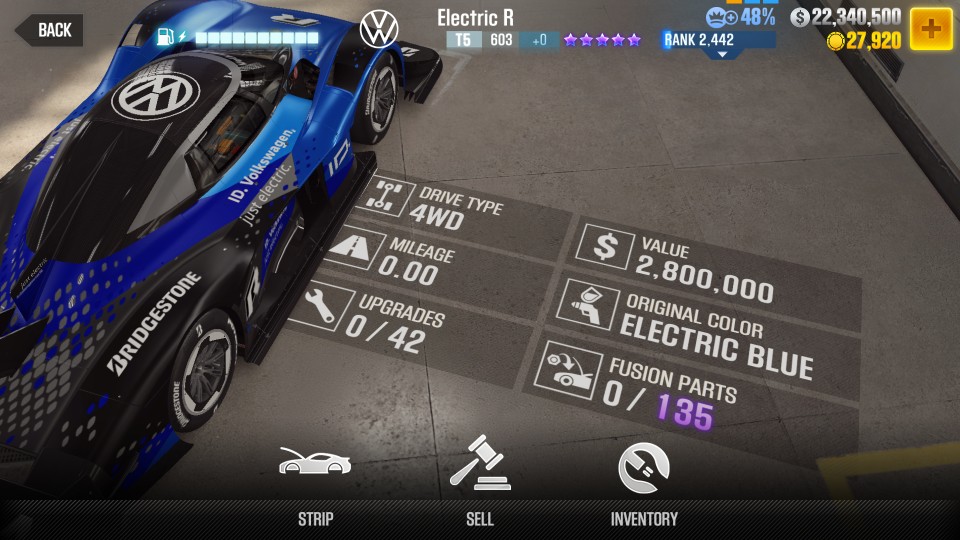 BACK
Electric R
T5 603 +0
48%
22,340,500
RANK 2,442
27,920
ID. Volkswagen,
just electric.
ID.
R
BRIDGESTONE
BRIDGESTONE
DRIVE TYPE
4WD
MILEAGE
0.00
UPGRADES
0 / 42
VALUE
2,800,000
ORIGINAL COLOR
ELECTRIC BLUE
FUSION PARTS
0 / 135
STRIP
SELL
INVENTORY